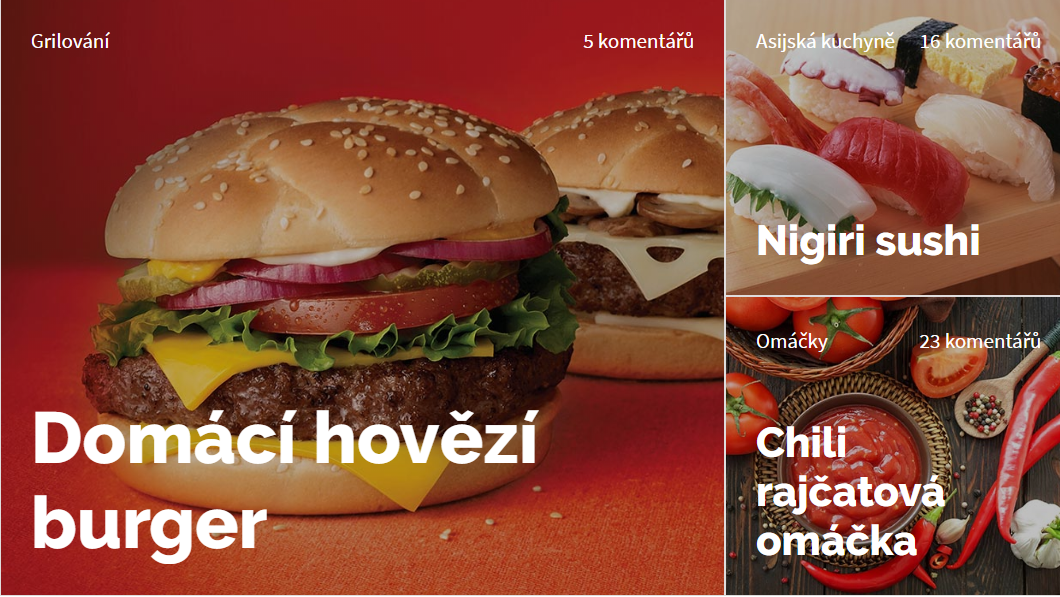 Grilování
5 komentářů
Domácí hovězí
burger
Asijská kuchyně
16 komentářů
Nigiri sushi
Omáčky
23 komentářů
Chili
rajčatová
omáčka